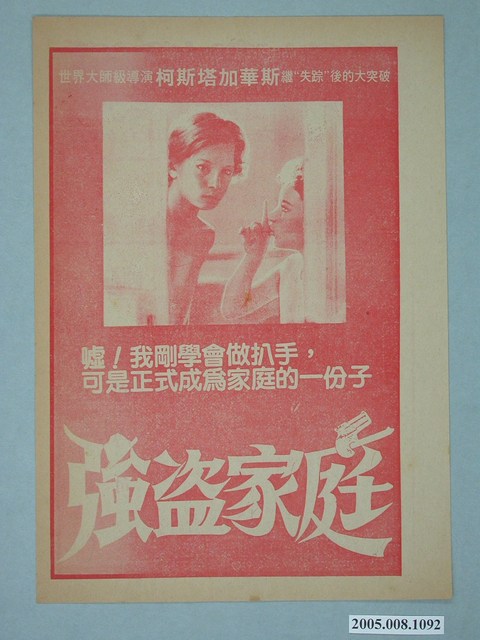 世界大師級導演柯斯塔加華斯繼“失踪”後的大突破
噓！我剛學會做扒手，
可是正式成爲家庭的一份子
強盜家庭
2005.008.1092